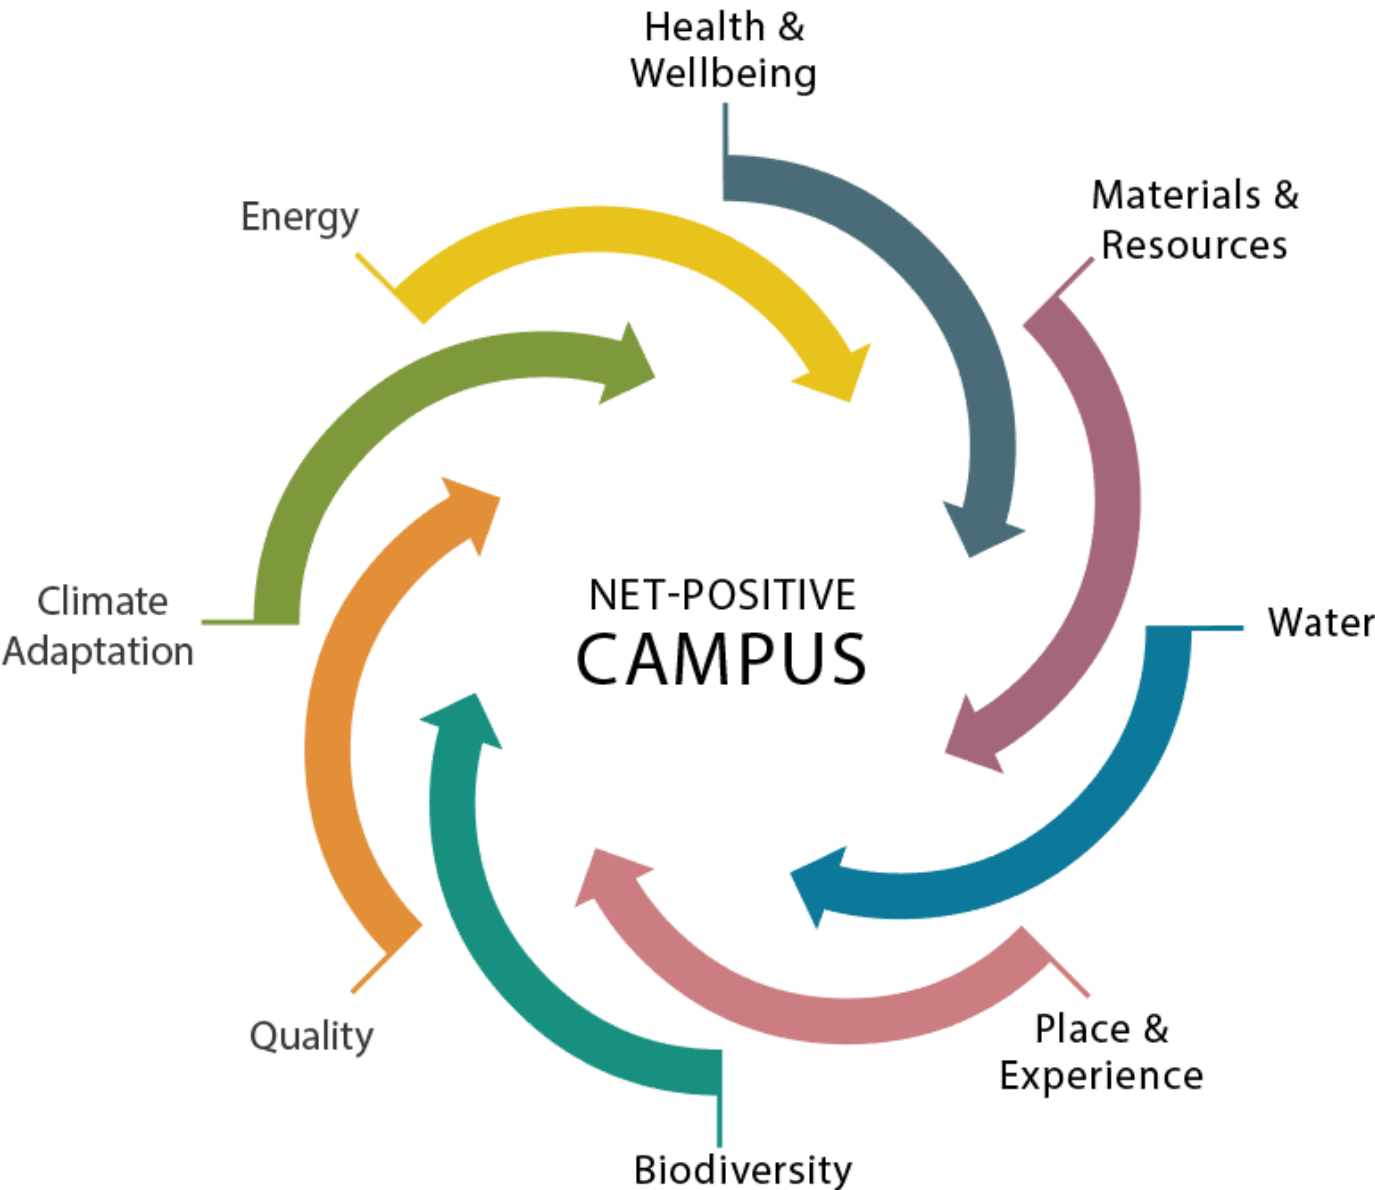 Health &
Wellbeing
Materials &
Resources
Energy
NET-POSITIVE
CAMPUS
Climate
Adaptation
Water
Quality
Place &
Experience
Biodiversity